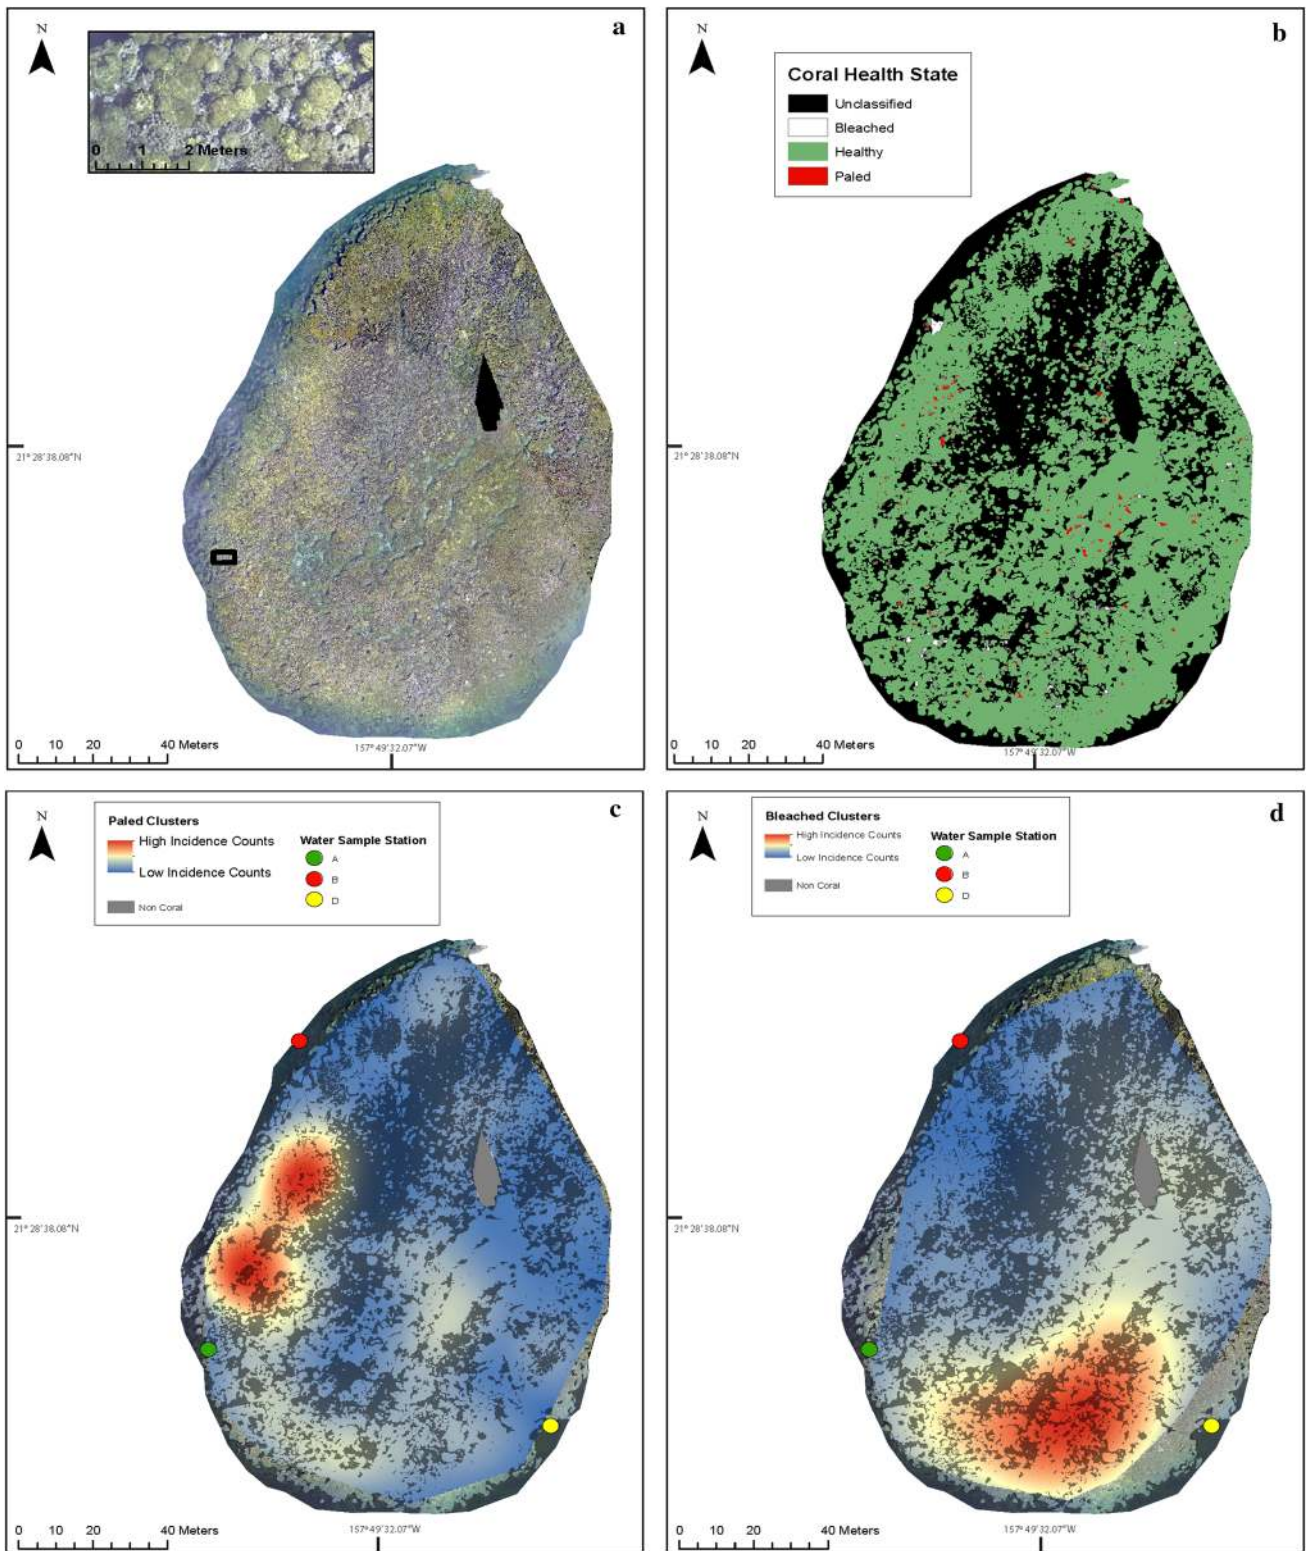 N
a
0 1 2 Meters
21° 28'38.08"N
0 10 20 40 Meters
157° 49'32.07"W
N
b
Coral Health State
Unclassified
Bleached
Healthy
Paled
21° 28'38.08"N
0 10 20 40 Meters
157° 49'32.07"W
N
c
Paled Clusters
High Incidence Counts
Low Incidence Counts
Non Coral
Water Sample Station
A
B
D
21° 28'38.08"N
0 10 20 40 Meters
157° 49'32.07"W
N
d
Bleached Clusters
High Incidence Counts
Low Incidence Counts
Non Coral
Water Sample Station
A
B
D
21° 28'38.08"N
0 10 20 40 Meters
157° 49'32.07"W